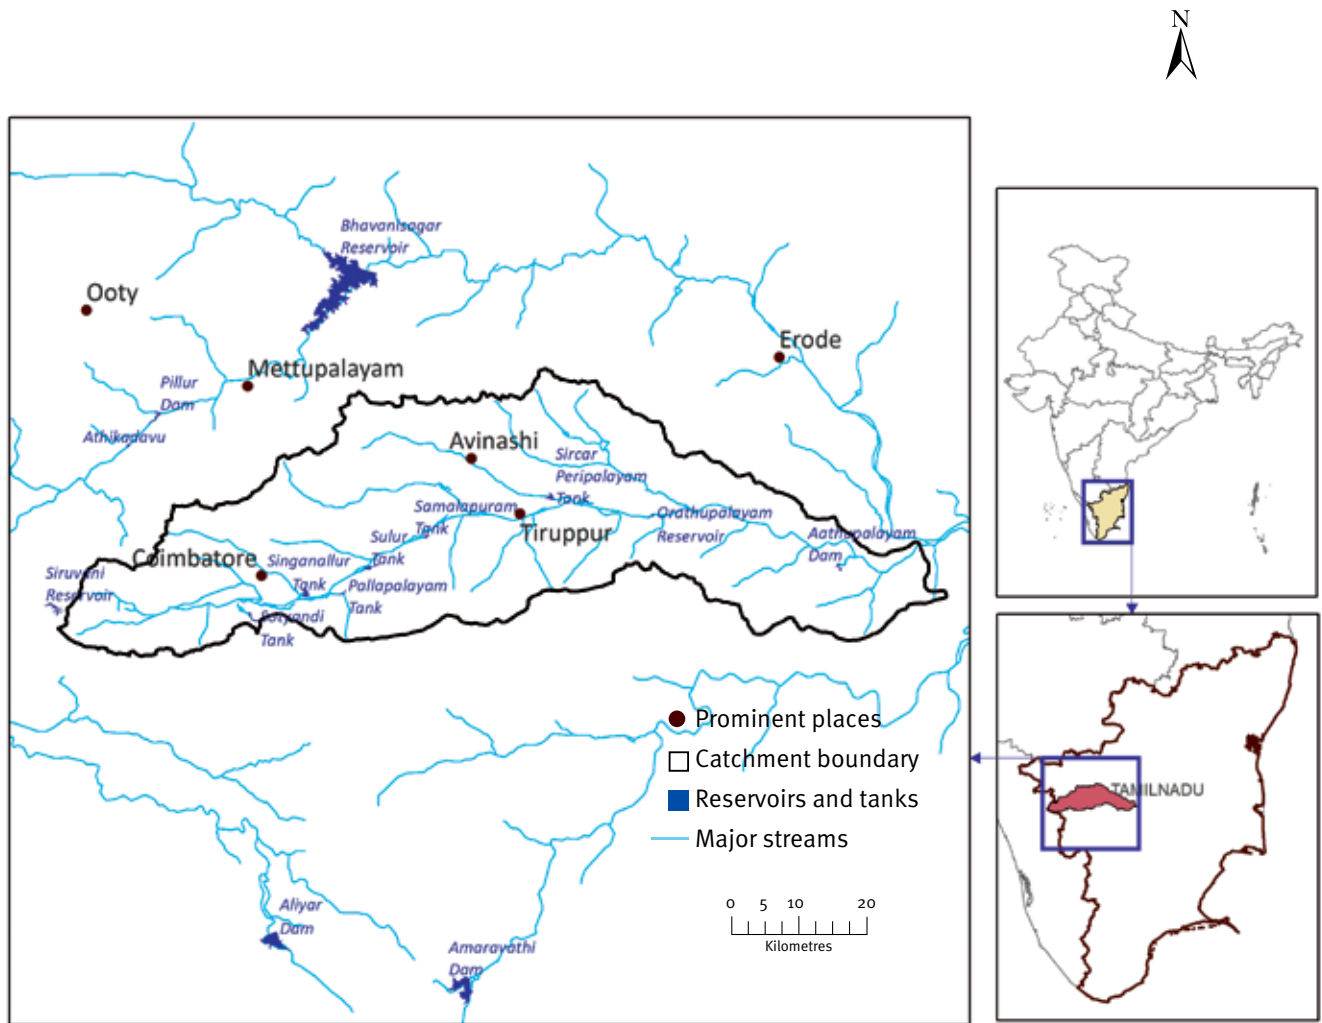 N
Bhavanisagar
Reservoir
Ooty
Erode
Mettupalayam
Pillur
Dam
Athikadavu
Avinashi
Sircar
Peripalayam
Tank
Samalapuram
Tank
Tiruppur
Orathupalayam
Reservoir
Sulur
Tank
Aathupalayam
Dam
Coimbatore
Singanallur
Tank
Siruvani
Reservoir
Pallapalayam
Tank
Tank
Prominent places
Catchment boundary
Reservoirs and tanks
Major streams
0 5 10 20
Kilometres
Aliyar
Dam
Amaravathi
Dam
TAMILNADU